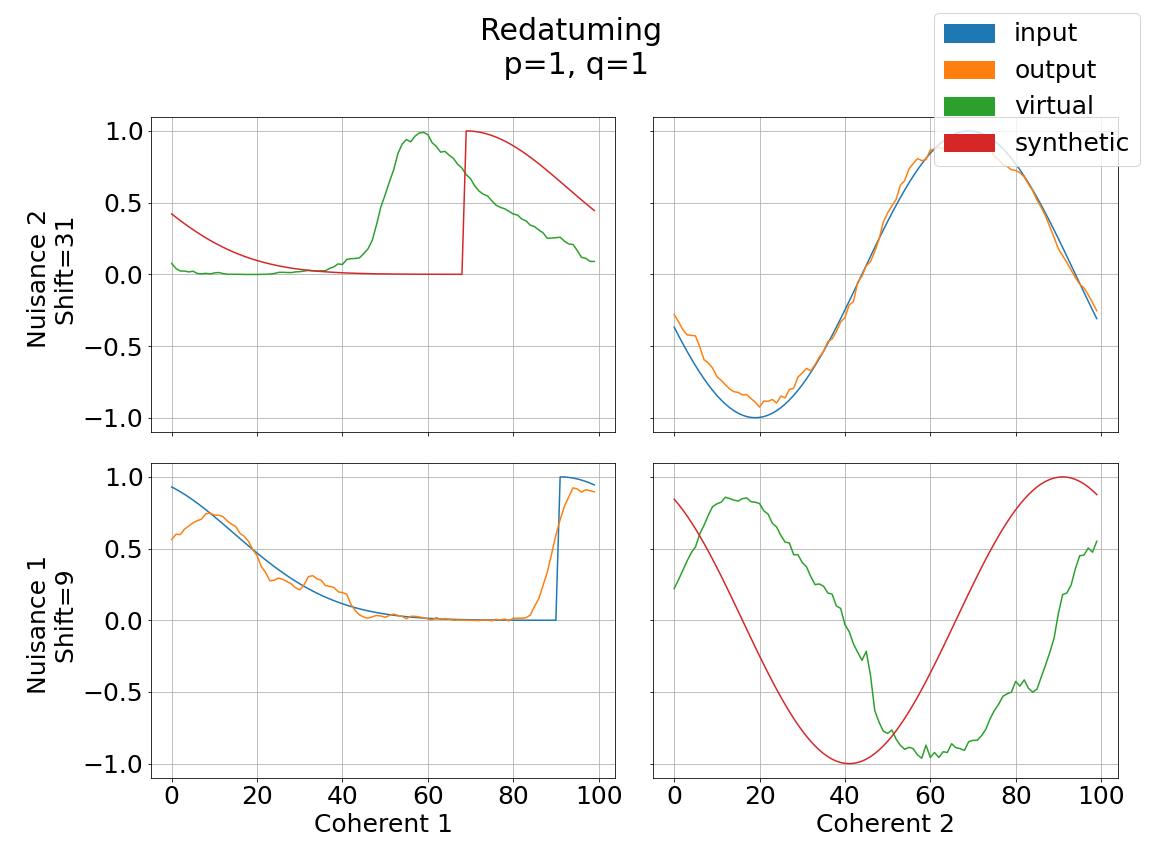 Redatuming
p=1, q=1
input
output
virtual
synthetic
Nuisance 2
Shift=31
1.0
0.5
0.0
−0.5
−1.0
Nuisance 1
Shift=9
1.0
0.5
0.0
−0.5
−1.0
0 20 40 60 80 100
0 20 40 60 80 100
Coherent 1
Coherent 2